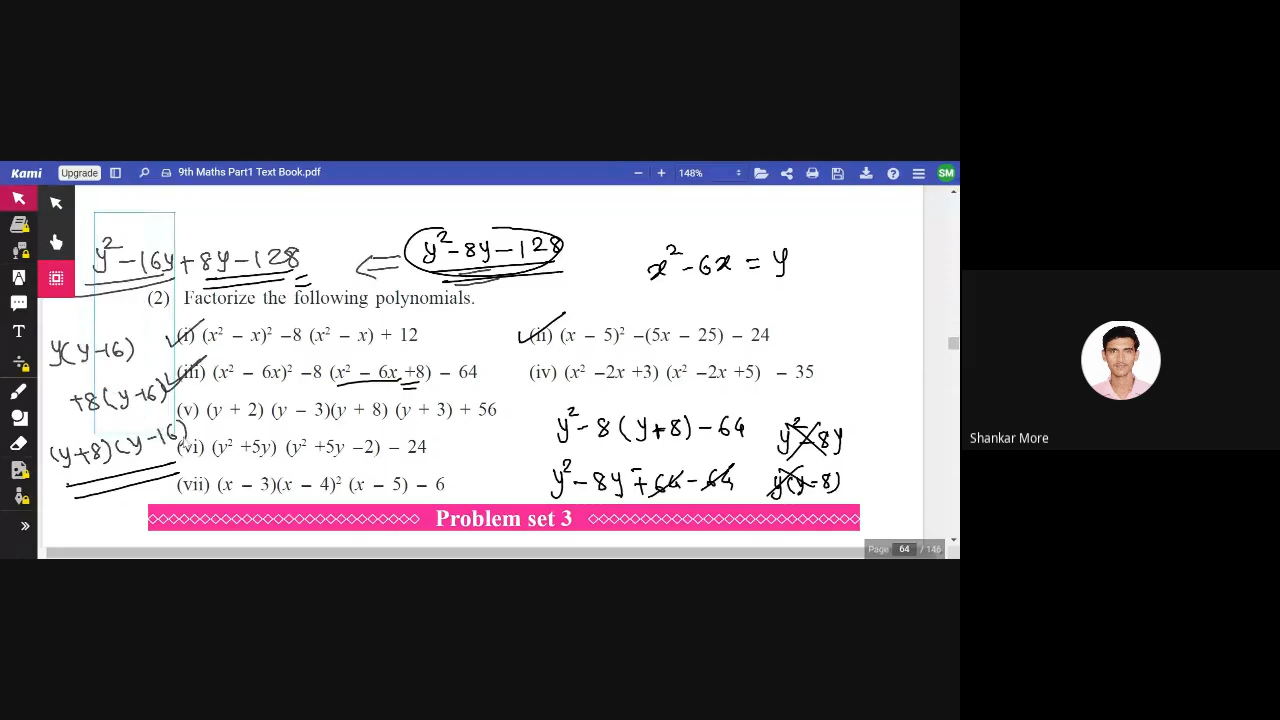 Kami Upgrade 9th Maths Part1 Text Book.pdf 148% SM
y² - 16y + 8y - 128
y² - 8y - 128
x² - 6x = y
(2) Factorize the following polynomials.
(i) (x² − x)² −8 (x² − x) + 12 (ii) (x − 5)² −(5x − 25) − 24
y(y-16)
(iii) (x² − 6x)² −8 (x² − 6x +8) − 64 (iv) (x² −2x +3) (x² −2x +5) − 35
+8(y-16)
(v) (y + 2) (y − 3)(y + 8) (y + 3) + 56
y² - 8(y+8) - 64
y² - 8y
(y+8)(y-16)
(vi) (y² +5y) (y² +5y −2) − 24
y² - 8y - 64 - 64
y(y-8)
(vii) (x − 3)(x − 4)² (x − 5) − 6
Problem set 3
Page 64 / 146
Shankar More